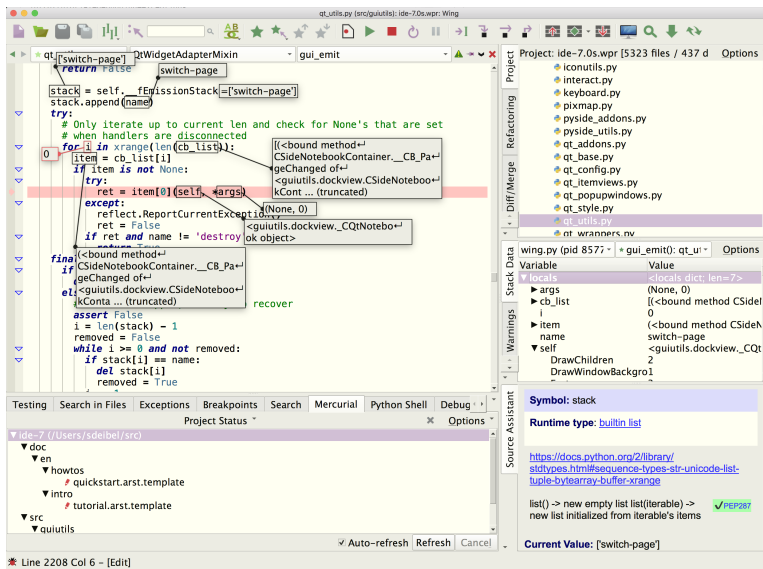 qt_utils.py (src/guiutils): ide-7.0s.wpr: Wing
QtWidgetAdapterMixin
gui_emit
['switch-page']
return False
switch-page
stack = self.__fEmissionStack =['switch-page']
stack.append(name)
try:
# Only iterate up to current len and check for None's that are set
# when handlers are disconnected
0
for i in xrange(len(cb_list)):
item = cb_list[i]
if item is not None:
try:
ret = item[0](self, *args)
except:
reflect.ReportCurrentException()
ret = False
if ret and name != 'destroy'
return True
[(<bound method↵
CSideNotebookContainer.__CB_Pa↵
geChanged of↵
<guiutils.dockview.CSideNeboo↵
kCont ... (truncated)
(None, 0)
<guiutils.dockview._CQtNotebo↵
ok object>
(<bound method↵
CSideNotebookContainer.__CB_Pa↵
geChanged of↵
<guiutils.dockview.CSideNoteboo↵
kConta ... (truncated)
recover
assert False
i = len(stack) - 1
removed = False
while i >= 0 and not removed:
if stack[i] == name:
del stack[i]
removed = True
Testing Search in Files Exceptions Breakpoints Search Mercurial Python Shell Debug
Project Status
Options
ide-7 (/Users/sdeibel/src)
doc
en
howtos
quickstart.arst.template
intro
tutorial.arst.template
src
guiutils
Auto-refresh Refresh Cancel
Line 2208 Col 6 - [Edit]
Project
Refactoring
Diff/Merge
Project: ide-7.0s.wpr [5323 files / 437 d Options
iconutils.py
interact.py
keyboard.py
pixmap.py
pyside_addons.py
pyside_utils.py
qt_addons.py
qt_base.py
qt_config.py
qt_itemviews.py
qt_popupwindows.py
qt_style.py
qt_utils.py
qt_wrappers.py
Stack Data
Warnings
wing.py (pid 8577 gui_emit(): qt_u Options
Variable Value
locals <locals dict; len=7>
args (None, 0)
cb_list [(<bound method CSideN
i 0
item (<bound method CSideN
name switch-page
self <guiutils.dockview._CQt
DrawChildren 2
DrawWindowBackgro 1
Source Assistant
Symbol: stack
Runtime type: builtin list
https://docs.python.org/2/library/
stdtypes.html#sequence-types-str-unicode-list-
tuple-bytearray-buffer-xrange
list() -> new empty list list(iterable) ->
new list initialized from iterable's items
PEP287
Current Value: ['switch-page']